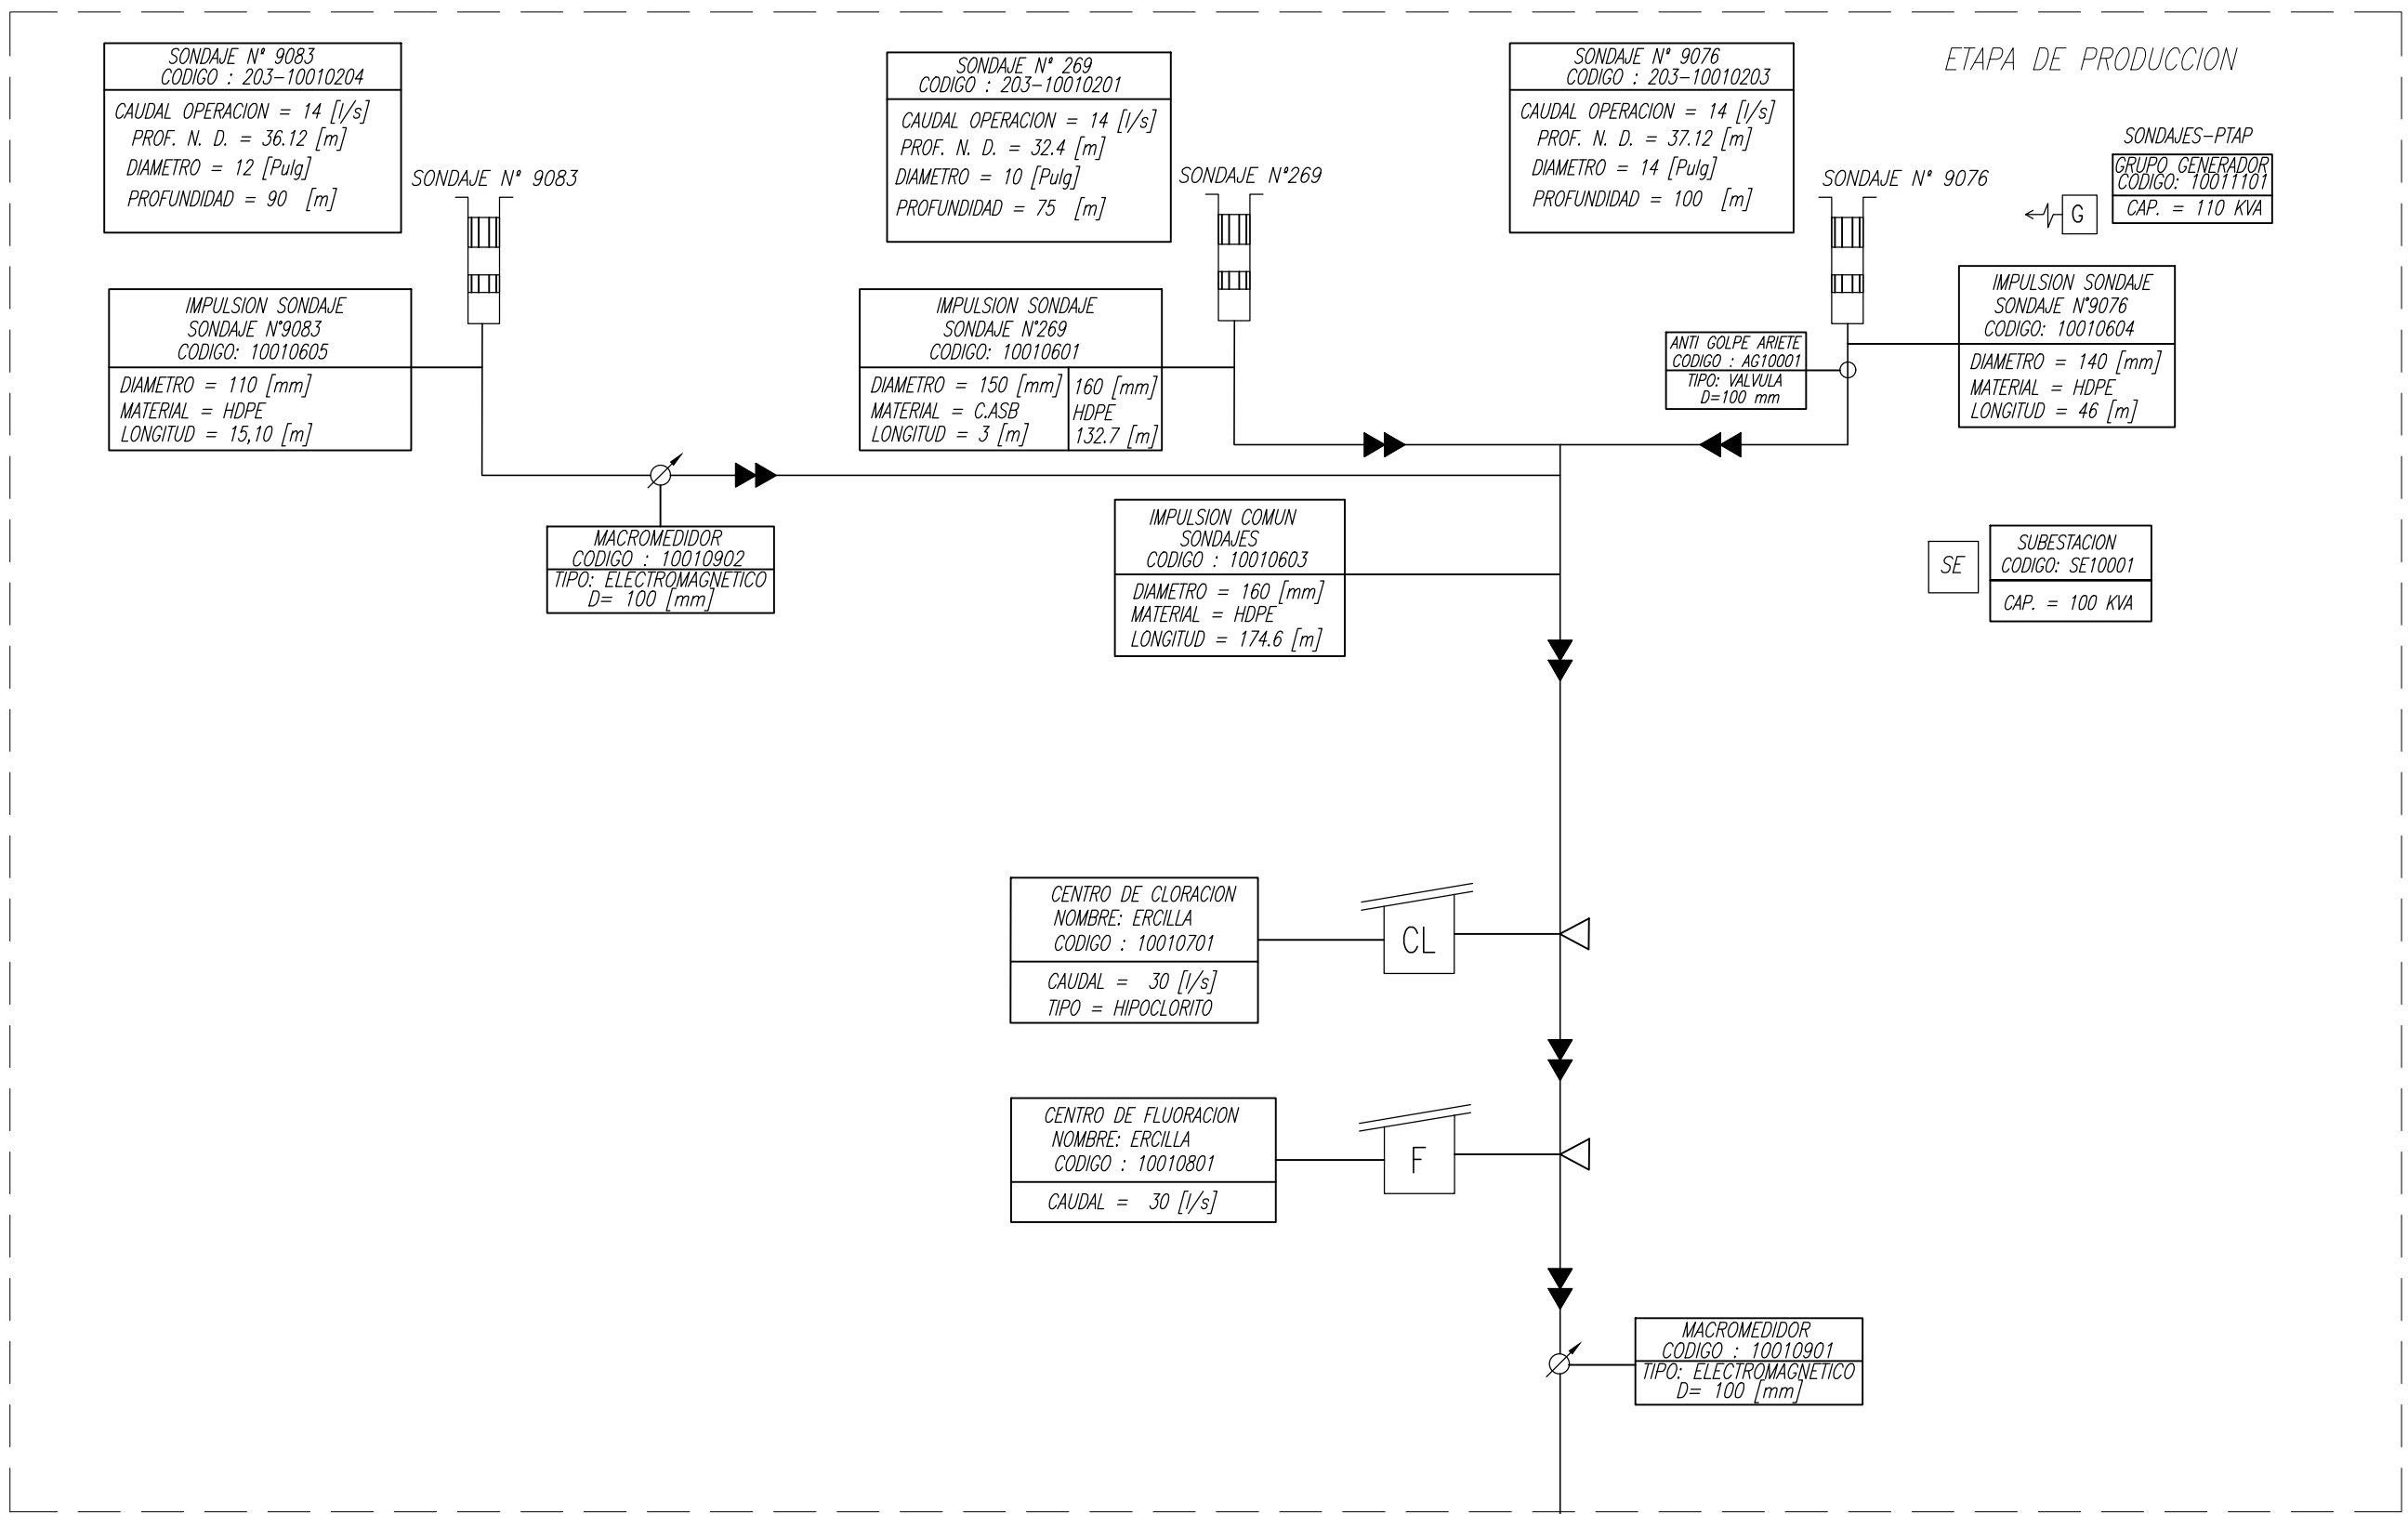 SONDAJE N° 9083
CODIGO : 203-10010204
CAUDAL OPERACION = 14 [l/s]
PROF. N. D. = 36.12 [m]
DIAMETRO = 12 [Pulg]
PROFUNDIDAD = 90 [m]
SONDAJE N° 9083
SONDAJE N° 269
CODIGO : 203-10010201
CAUDAL OPERACION = 14 [l/s]
PROF. N. D. = 32.4 [m]
DIAMETRO = 10 [Pulg]
PROFUNDIDAD = 75 [m]
SONDAJE N°269
SONDAJE N° 9076
CODIGO : 203-10010203
CAUDAL OPERACION = 14 [l/s]
PROF. N. D. = 37.12 [m]
DIAMETRO = 14 [Pulg]
PROFUNDIDAD = 100 [m]
SONDAJE N° 9076
ETAPA DE PRODUCCION
SONDAJES-PTAP
G
GRUPO GENERADOR
CODIGO: 10011101
CAP. = 110 KVA
IMPULSION SONDAJE
SONDAJE N°9083
CODIGO: 10010605
DIAMETRO = 110 [mm]
MATERIAL = HDPE
LONGITUD = 15,10 [m]
IMPULSION SONDAJE
SONDAJE N°269
CODIGO: 10010601
DIAMETRO = 150 [mm] 160 [mm]
MATERIAL = C.ASB HDPE
LONGITUD = 3 [m] 132.7 [m]
ANTI GOLPE ARIETE
CODIGO : AG10001
TIPO: VALVULA
D=100 mm
IMPULSION SONDAJE
SONDAJE N°9076
CODIGO: 10010604
DIAMETRO = 140 [mm]
MATERIAL = HDPE
LONGITUD = 46 [m]
MACROMEDIDOR
CODIGO : 10010902
TIPO: ELECTROMAGNETICO
D= 100 [mm]
IMPULSION COMUN
SONDAJES
CODIGO : 10010603
DIAMETRO = 160 [mm]
MATERIAL = HDPE
LONGITUD = 174.6 [m]
SE
SUBESTACION
CODIGO: SE10001
CAP. = 100 KVA
CENTRO DE CLORACION
NOMBRE: ERCILLA
CODIGO : 10010701
CAUDAL = 30 [l/s]
TIPO = HIPOCLORITO
CL
CENTRO DE FLUORACION
NOMBRE: ERCILLA
CODIGO : 10010801
CAUDAL = 30 [l/s]
F
MACROMEDIDOR
CODIGO : 10010901
TIPO: ELECTROMAGNETICO
D= 100 [mm]